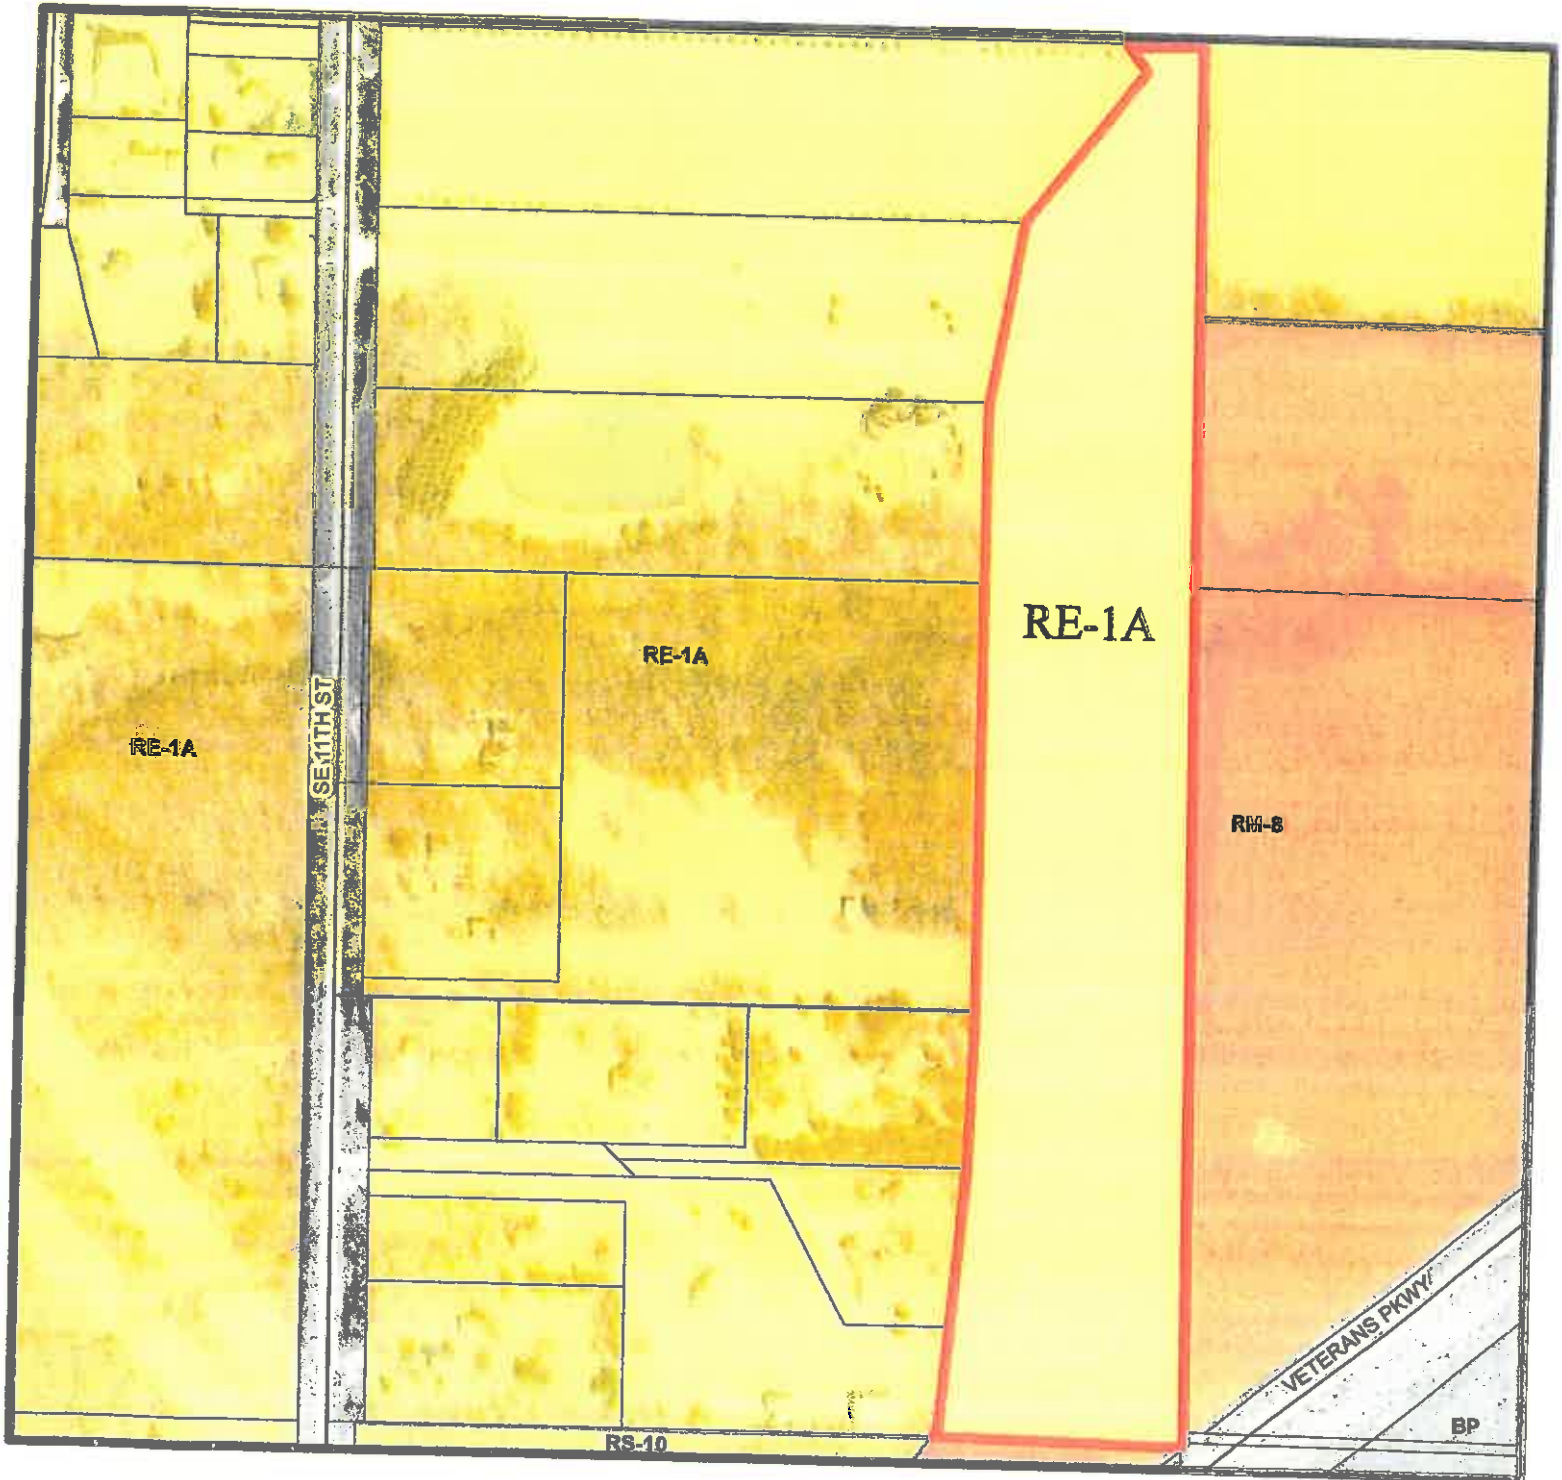 RE-1A
RE-1A
RE-1A
SE 11TH ST
RM-8
VETERANS PKWY
BP
RS-10